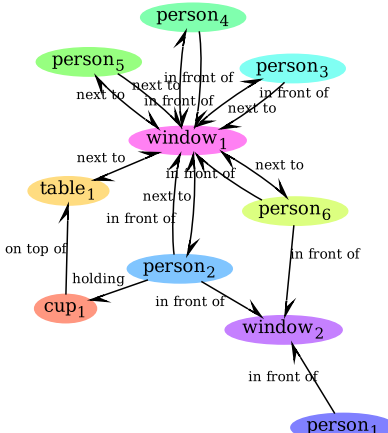 person4
person5
person3
next to
in front of
next to
in front of
in front of
next to
window1
next to
in front of
next to
table1
next to
person6
in front of
on top of
in front of
person2
holding
cup1
in front of
window2
in front of
person1